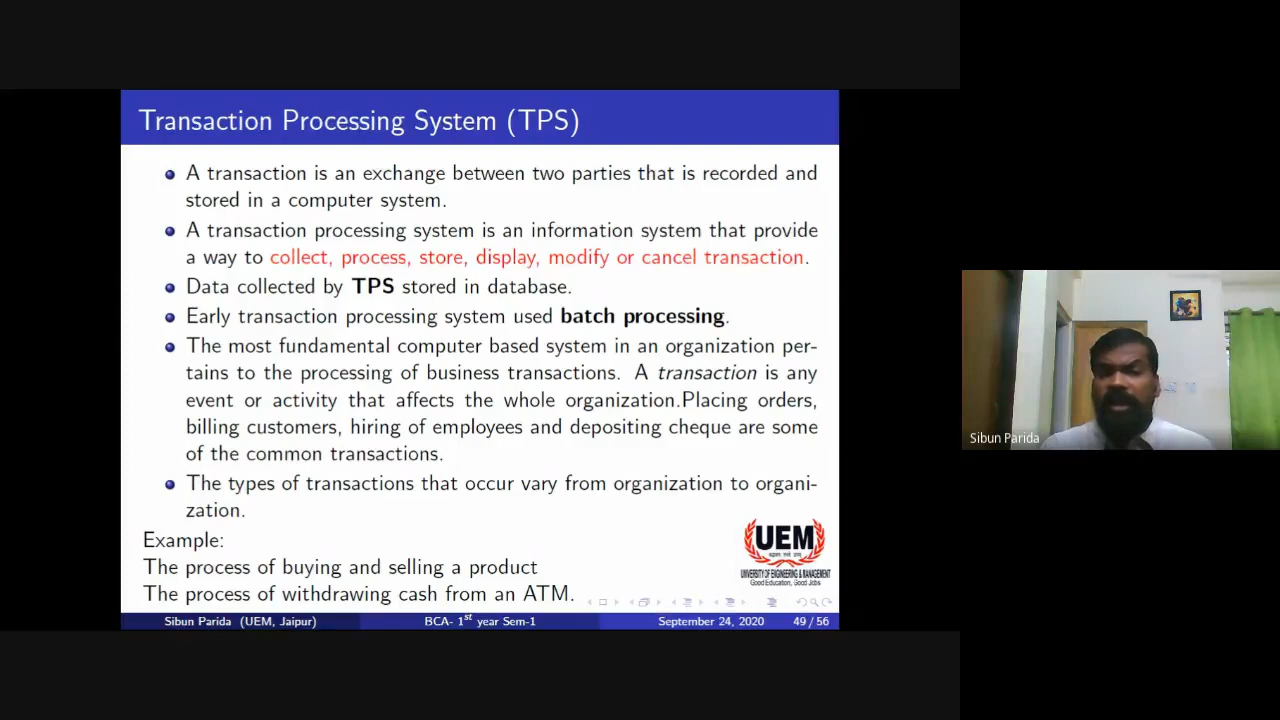 Transaction Processing System (TPS)
A transaction is an exchange between two parties that is recorded and
stored in a computer system.
A transaction processing system is an information system that provide
a way to collect, process, store, display, modify or cancel transaction.
Data collected by TPS stored in database.
Early transaction processing system used batch processing.
The most fundamental computer based system in an organization per-
tains to the processing of business transactions. A transaction is any
event or activity that affects the whole organization.Placing orders,
billing customers, hiring of employees and depositing cheque are some
of the common transactions.
The types of transactions that occur vary from organization to organi-
zation.
Example:
The process of buying and selling a product
The process of withdrawing cash from an ATM.
UEM
UNIVERSITY OF ENGINEERING & MANAGEMENT
Good Education, Good Jobs
Sibun Parida (UEM, Jaipur)
BCA- 1st year Sem-1
September 24, 2020
49 / 56
Sibun Parida